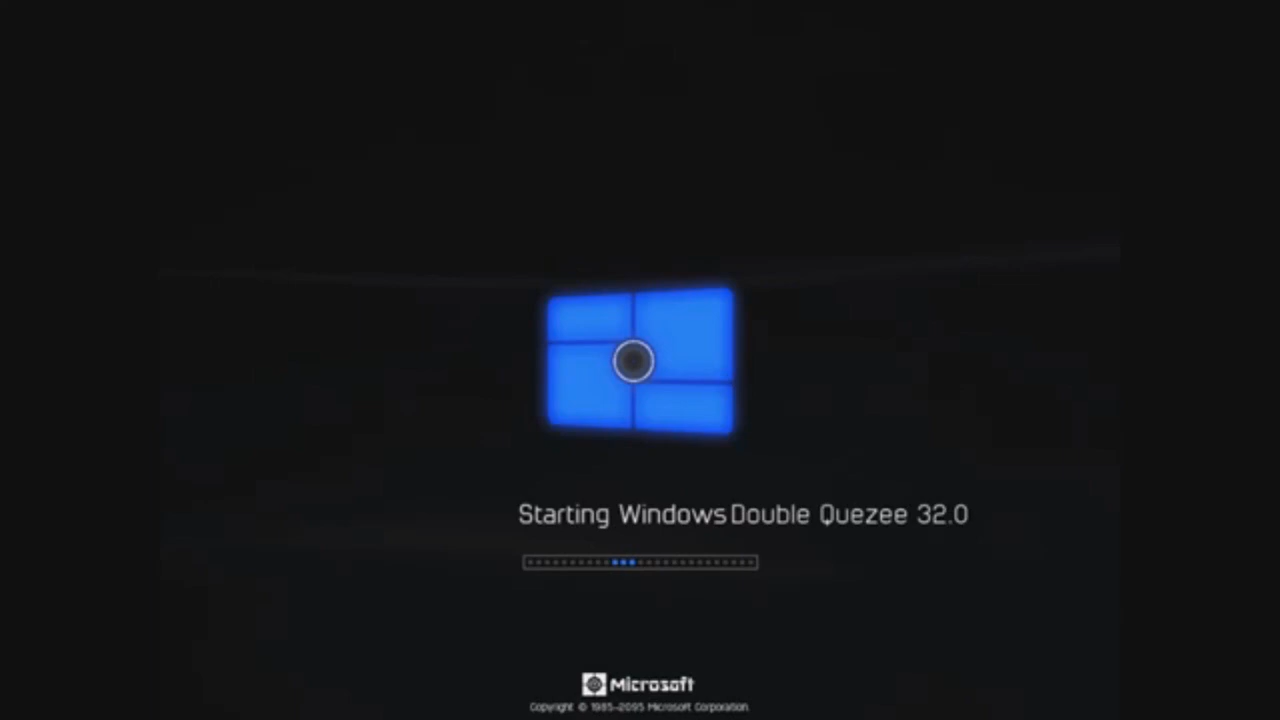 Starting Windows Double Quezee 32.0
Microsoft
Copyright © 1985-2095 Microsoft Corporation.